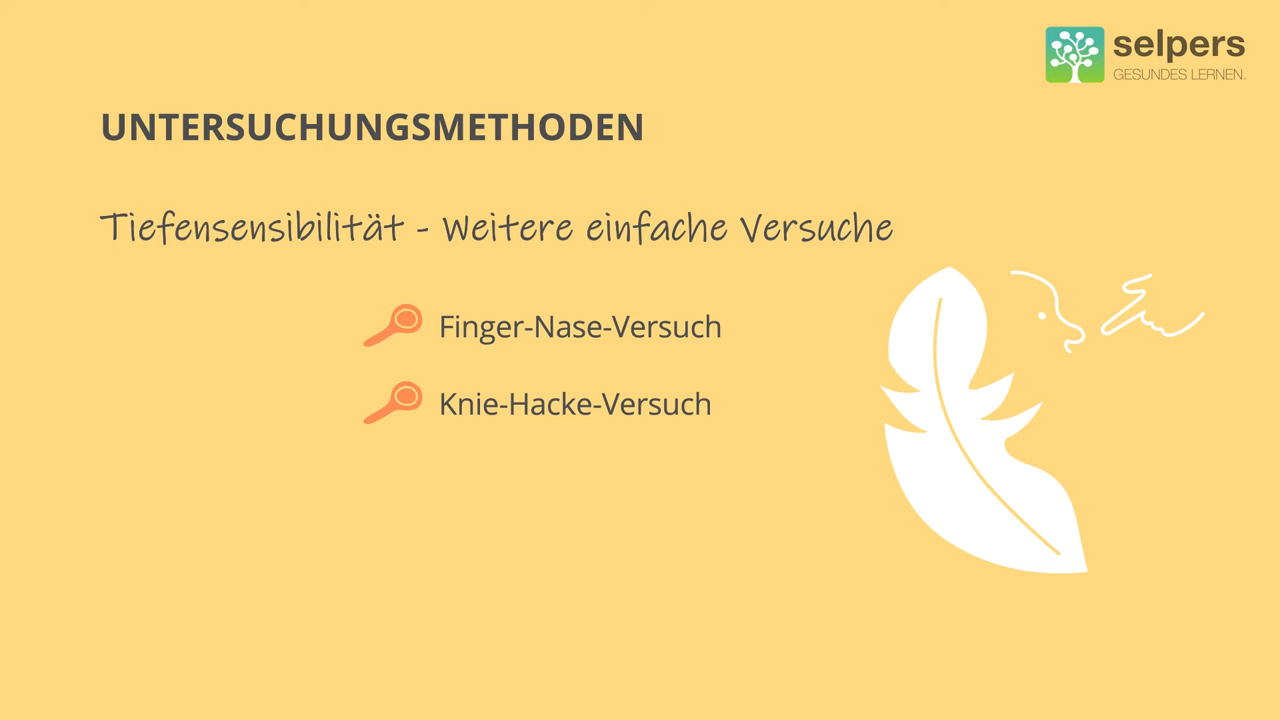 selpers
GESUNDES LERNEN.
UNTERSUCHUNGSMETHODEN
Tiefensensibilität - Weitere einfache Versuche
Finger-Nase-Versuch
Knie-Hacke-Versuch